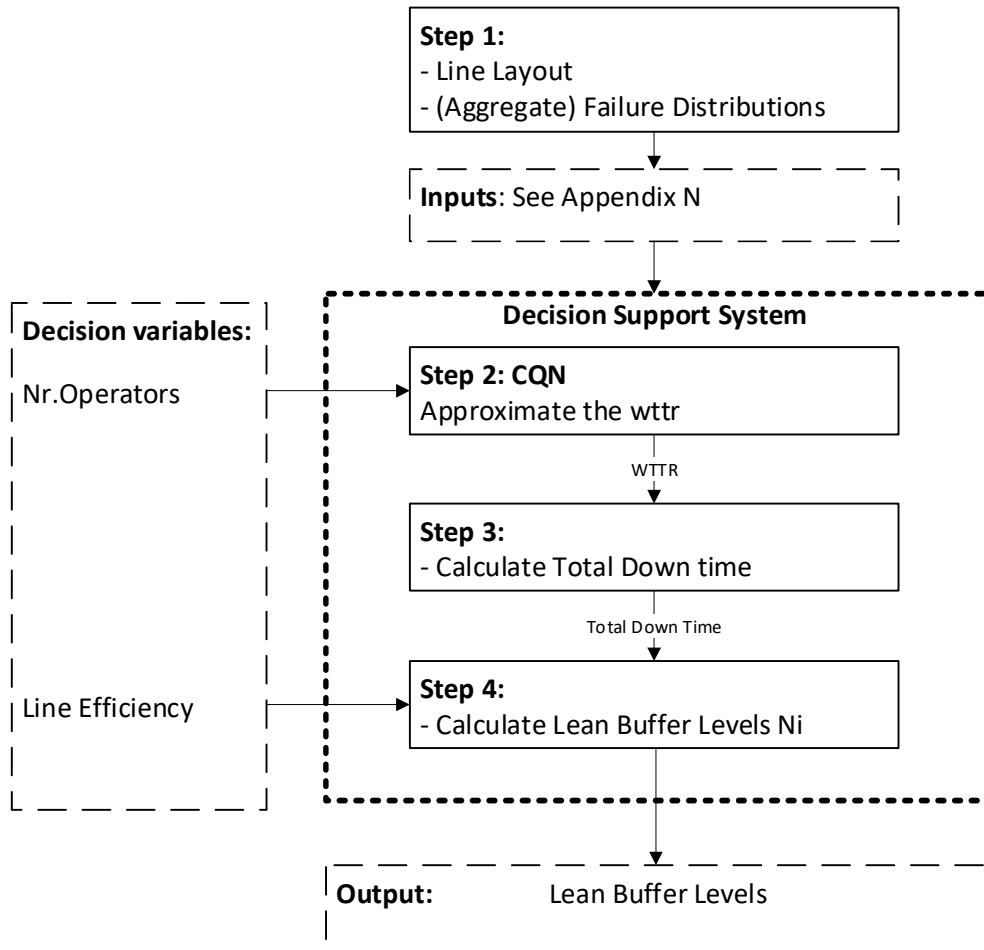 Step 1:
- Line Layout
- (Aggregate) Failure Distributions
Inputs: See Appendix N
Decision variables:
Nr.Operators
Line Efficiency
Decision Support System
Step 2: CQN
Approximate the wttr
WTTR
Step 3:
- Calculate Total Down time
Total Down Time
Step 4:
- Calculate Lean Buffer Levels Ni
Output: Lean Buffer Levels